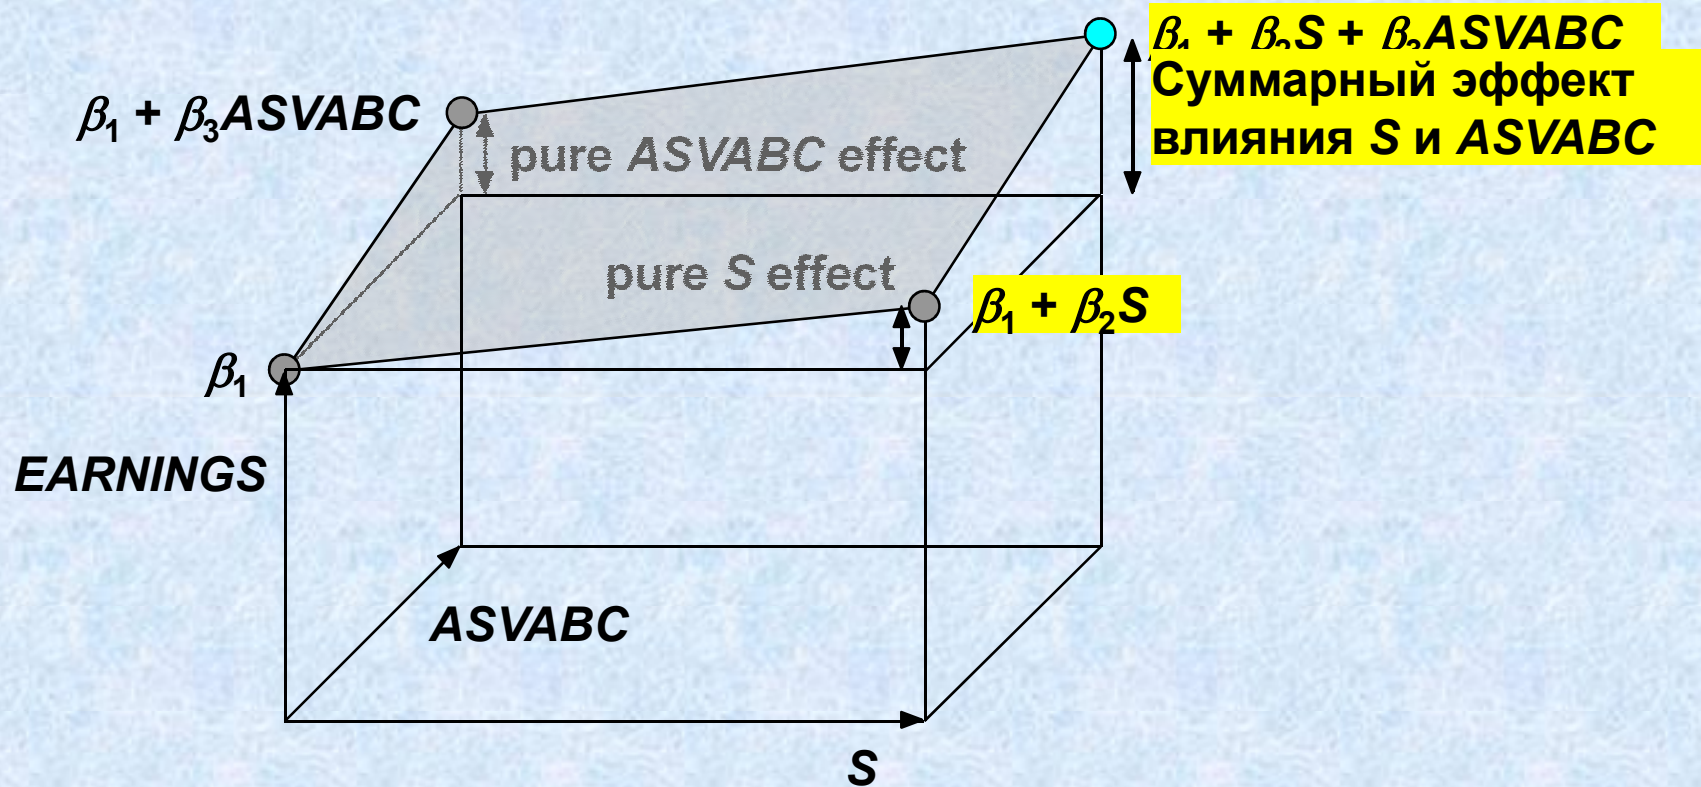 β₁ + β₂S + β₃ASVABC
Суммарный эффект
влияния S и ASVABC
β₁ + β₃ASVABC
pure ASVABC effect
pure S effect
β₁ + β₂S
β₁
EARNINGS
ASVABC
S